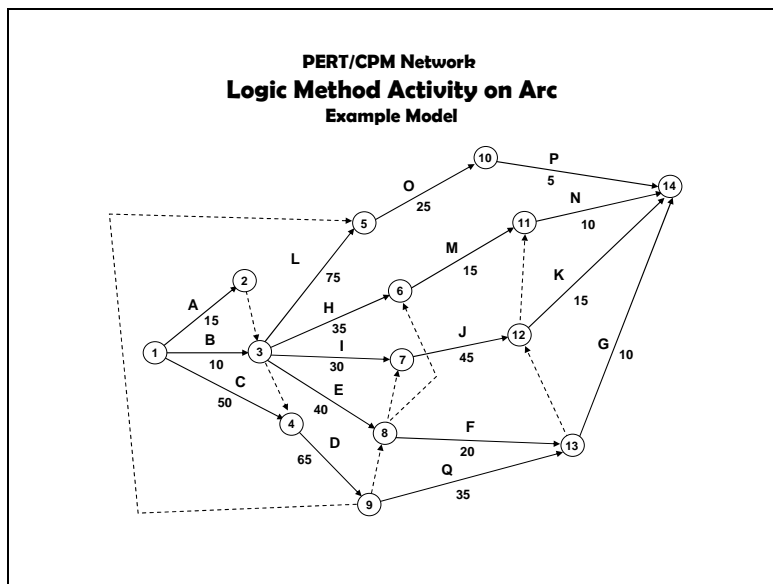 PERT/CPM Network
Logic Method Activity on Arc
Example Model
10
P
5
14
O
25
N
10
5
11
L
75
M
15
K
15
2
A
15
6
H
35
J
45
12
G
10
1
B
10
3
I
30
7
C
50
E
40
4
8
F
20
13
D
65
Q
35
9